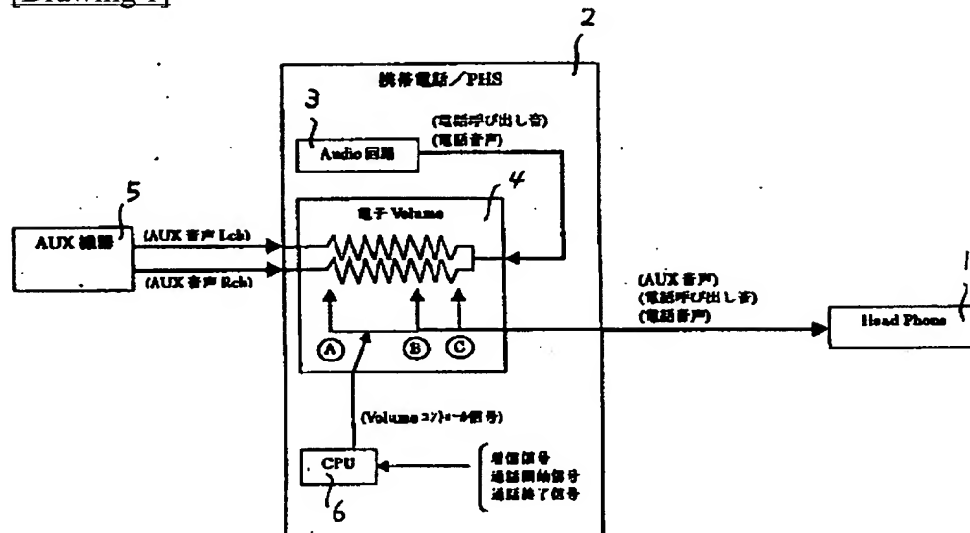 [Drawing 1]
2
携帯電話/PHS
3
(電話呼び出し音)
(電話音声)
Audio 回路
4
電子 Volume
5
AUX 機器
(AUX 音声 Lch)
(AUX 音声 Rch)
A
B
C
(AUX 音声)
(電話呼び出し音)
(電話音声)
1
Head Phone
(Volume コントロール信号)
CPU
6
着信信号
通話開始信号
通話終了信号